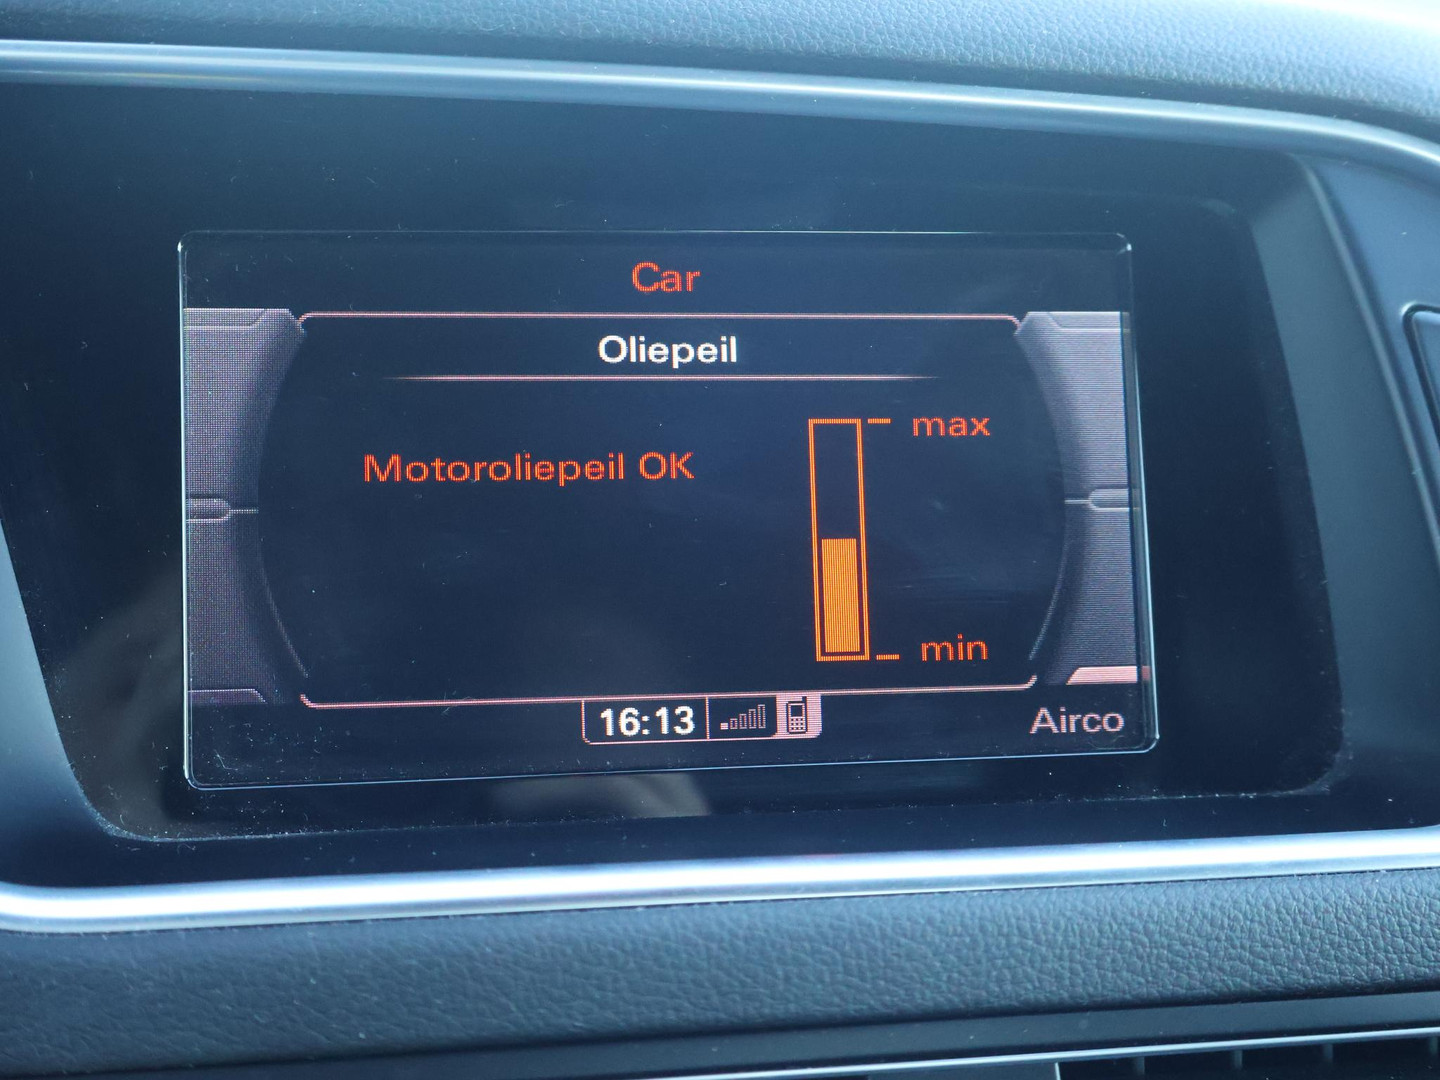 Car
Oliepeil
max
Motoroliepeil OK
min
16:13
Airco